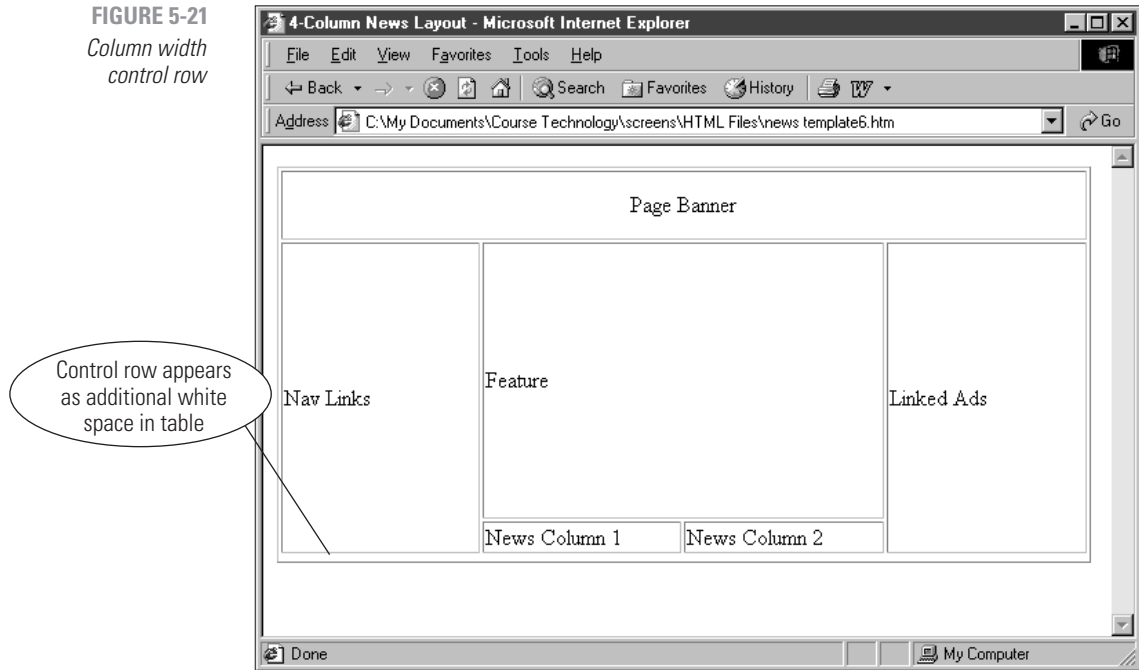 FIGURE 5-21
Column width
control row
4-Column News Layout - Microsoft Internet Explorer
File Edit View Favorites Tools Help
Back Search Favorites History
Address C:\My Documents\Course Technology\screens\HTML Files\news template6.htm Go
Page Banner
Nav Links
Feature
Linked Ads
News Column 1
News Column 2
Control row appears
as additional white
space in table
Done
My Computer